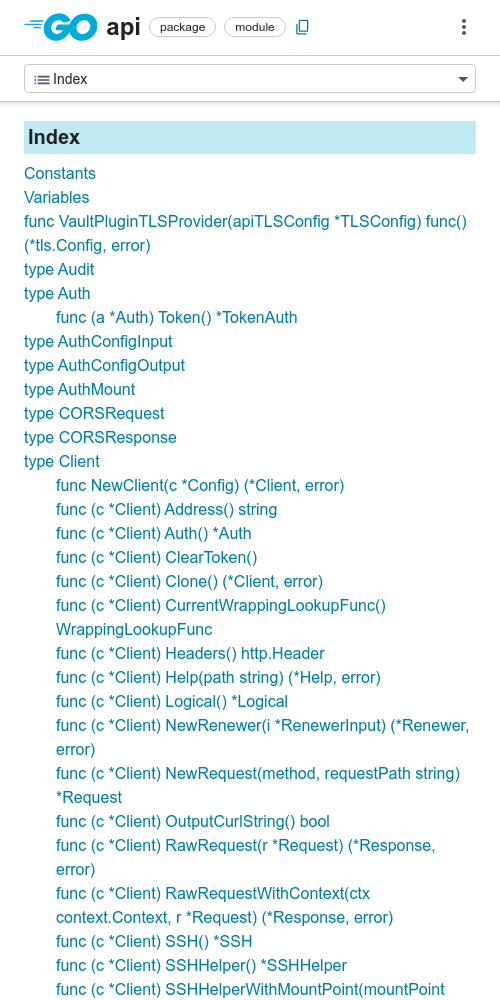 GO api package module
Index
Index
Constants
Variables
func VaultPluginTLSProvider(apiTLSConfig *TLSConfig) func()
(*tls.Config, error)
type Audit
type Auth
func (a *Auth) Token() *TokenAuth
type AuthConfigInput
type AuthConfigOutput
type AuthMount
type CORSRequest
type CORSResponse
type Client
func NewClient(c *Config) (*Client, error)
func (c *Client) Address() string
func (c *Client) Auth() *Auth
func (c *Client) ClearToken()
func (c *Client) Clone() (*Client, error)
func (c *Client) CurrentWrappingLookupFunc()
WrappingLookupFunc
func (c *Client) Headers() http.Header
func (c *Client) Help(path string) (*Help, error)
func (c *Client) Logical() *Logical
func (c *Client) NewRenewer(i *RenewerInput) (*Renewer,
error)
func (c *Client) NewRequest(method, requestPath string)
*Request
func (c *Client) OutputCurlString() bool
func (c *Client) RawRequest(r *Request) (*Response,
error)
func (c *Client) RawRequestWithContext(ctx
context.Context, r *Request) (*Response, error)
func (c *Client) SSH() *SSH
func (c *Client) SSHHelper() *SSHHelper
func (c *Client) SSHHelperWithMountPoint(mountPoint